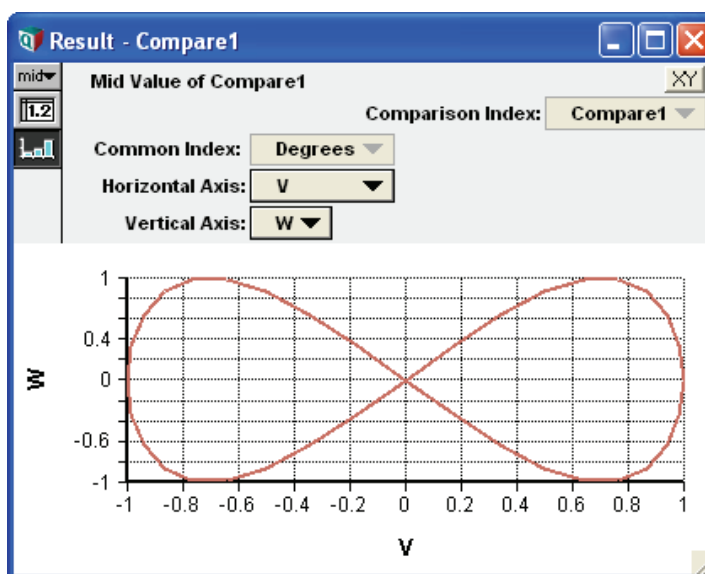 Result - Compare1
mid
Mid Value of Compare1
XY
1.2
Comparison Index: Compare1
Common Index: Degrees
Horizontal Axis: V
Vertical Axis: W
1
0.4
0
-0.6
-1
W
-1 -0.8 -0.6 -0.4 -0.2 0 0.2 0.4 0.6 0.8 1
V